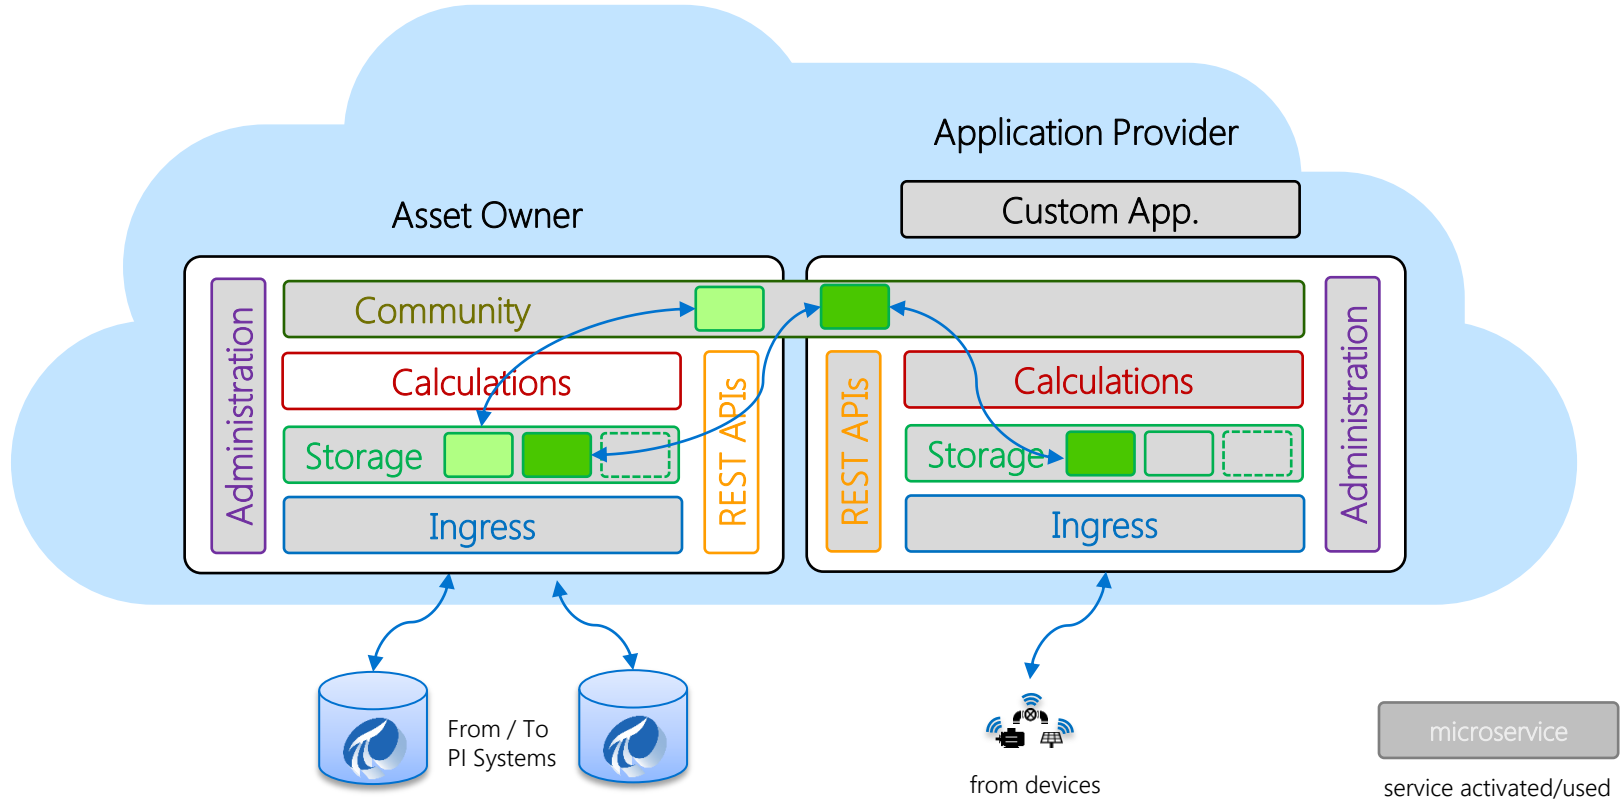 Application Provider
Custom App.
Asset Owner
Administration
Community
Calculations
Storage
Ingress
REST APIs
REST APIs
Calculations
Storage
Ingress
Administration
From / To
PI Systems
from devices
microservice
service activated/used